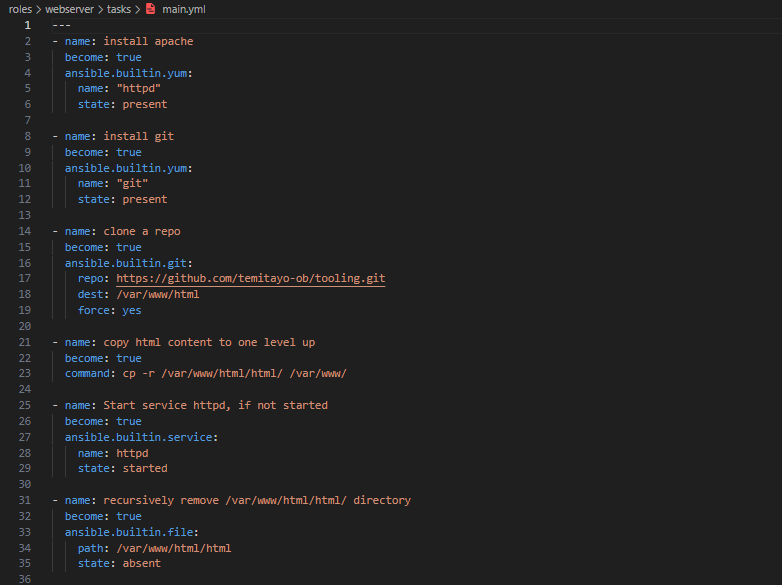 roles > webserver > tasks > main.yml
1 ---
2 - name: install apache
3   become: true
4   ansible.builtin.yum:
5     name: "httpd"
6     state: present
7
8 - name: install git
9   become: true
10   ansible.builtin.yum:
11     name: "git"
12     state: present
13
14 - name: clone a repo
15   become: true
16   ansible.builtin.git:
17     repo: https://github.com/temitayo-ob/tooling.git
18     dest: /var/www/html
19     force: yes
20
21 - name: copy html content to one level up
22   become: true
23   command: cp -r /var/www/html/html/ /var/www/
24
25 - name: Start service httpd, if not started
26   become: true
27   ansible.builtin.service:
28     name: httpd
29     state: started
30
31 - name: recursively remove /var/www/html/html/ directory
32   become: true
33   ansible.builtin.file:
34     path: /var/www/html/html
35     state: absent
36